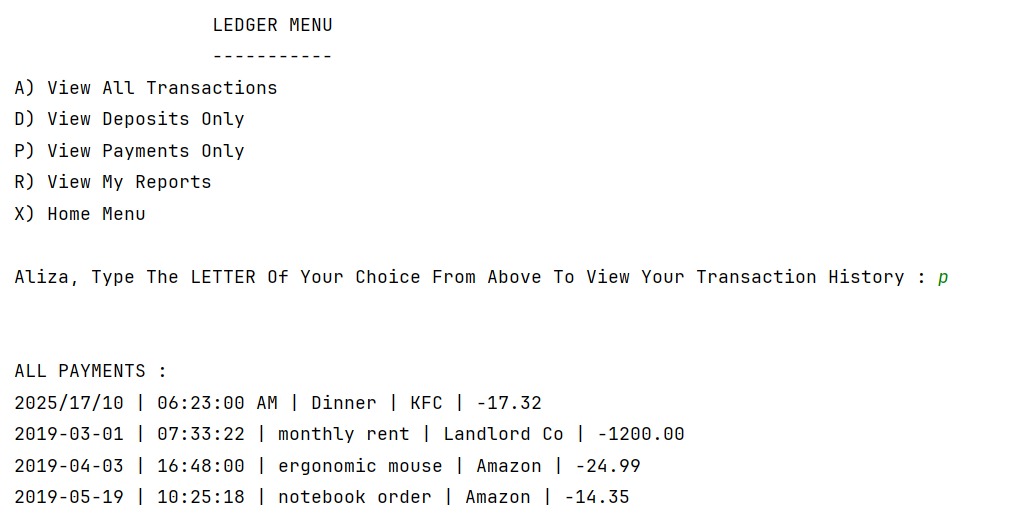 LEDGER MENU
-----------
A) View All Transactions
D) View Deposits Only
P) View Payments Only
R) View My Reports
X) Home Menu
Aliza, Type The LETTER Of Your Choice From Above To View Your Transaction History : p
ALL PAYMENTS :
2025/17/10 | 06:23:00 AM | Dinner | KFC | -17.32
2019-03-01 | 07:33:22 | monthly rent | Landlord Co | -1200.00
2019-04-03 | 16:48:00 | ergonomic mouse | Amazon | -24.99
2019-05-19 | 10:25:18 | notebook order | Amazon | -14.35